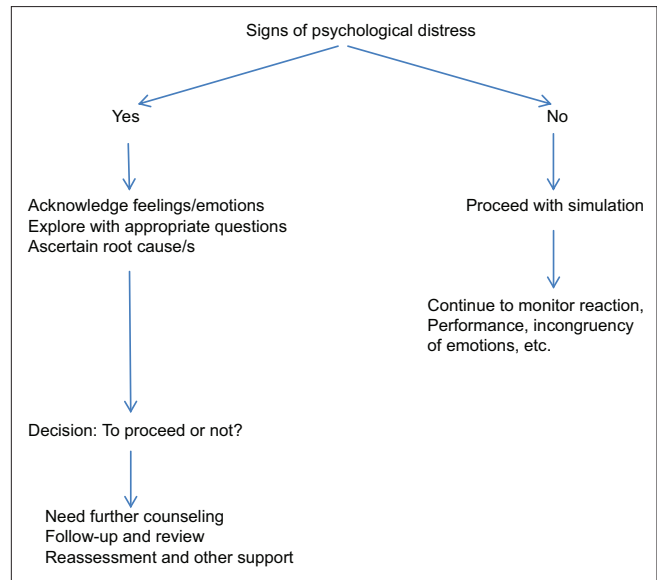 Signs of psychological distress
Yes
No
Acknowledge feelings/emotions
Explore with appropriate questions
Ascertain root cause/s
Proceed with simulation
Continue to monitor reaction,
Performance, incongruency
of emotions, etc.
Decision: To proceed or not?
Need further counseling
Follow-up and review
Reassessment and other support